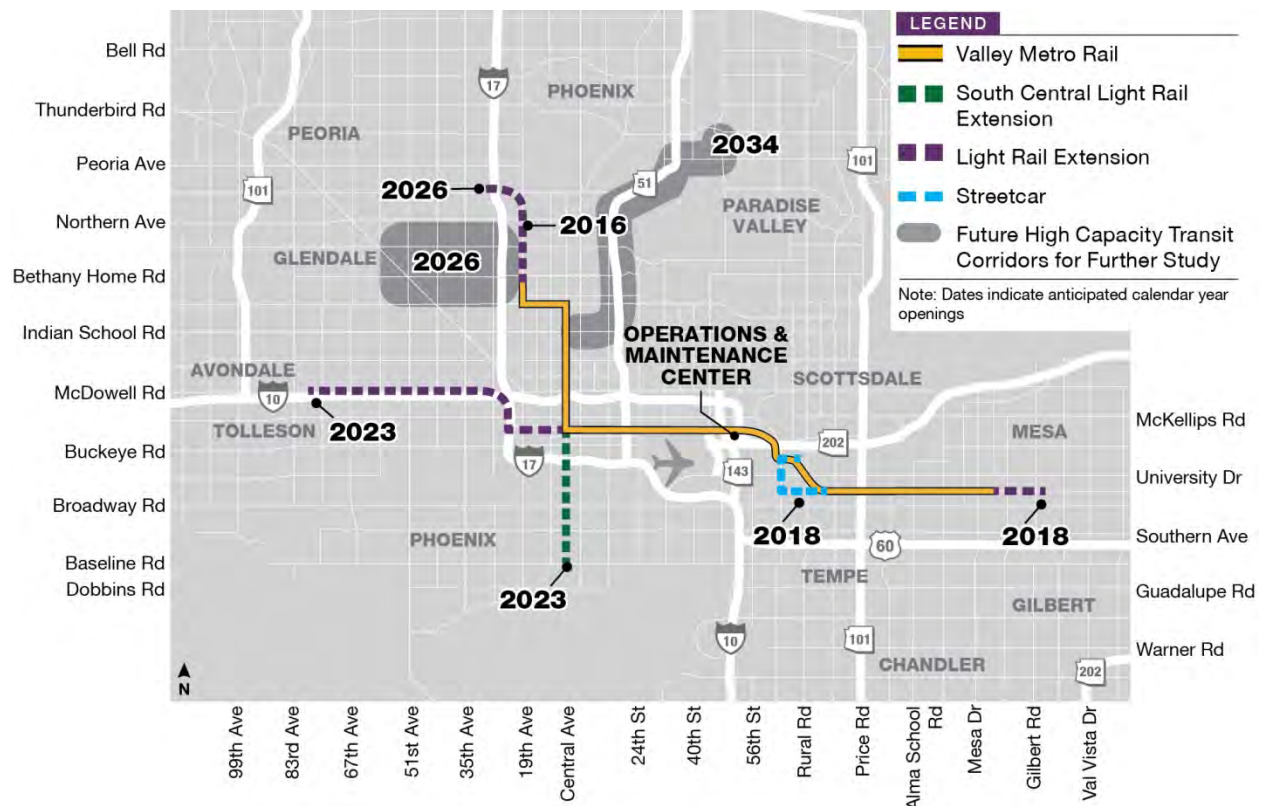 Bell Rd
Thunderbird Rd
Peoria Ave
Northern Ave
Bethany Home Rd
Indian School Rd
McDowell Rd
Buckeye Rd
Broadway Rd
Baseline Rd
Dobbins Rd
17
PHOENIX
PEORIA
101
2026
2016
GLENDALE
2026
2034
51
101
PARADISE
VALLEY
OPERATIONS &
MAINTENANCE
CENTER
SCOTTSDALE
AVONDALE
10
TOLLESON
2023
17
143
202
MESA
2018
2018
60
PHOENIX
2023
TEMPE
GILBERT
10
101
CHANDLER
202
N
LEGEND
Valley Metro Rail
South Central Light Rail
Extension
Light Rail Extension
Streetcar
Future High Capacity Transit
Corridors for Further Study
Note: Dates indicate anticipated calendar year
openings
McKellips Rd
University Dr
Southern Ave
Guadalupe Rd
Warner Rd
99th Ave
83rd Ave
67th Ave
51st Ave
35th Ave
19th Ave
Central Ave
24th St
40th St
56th St
Rural Rd
Price Rd
Alma School
Rd
Mesa Dr
Gilbert Rd
Val Vista Dr